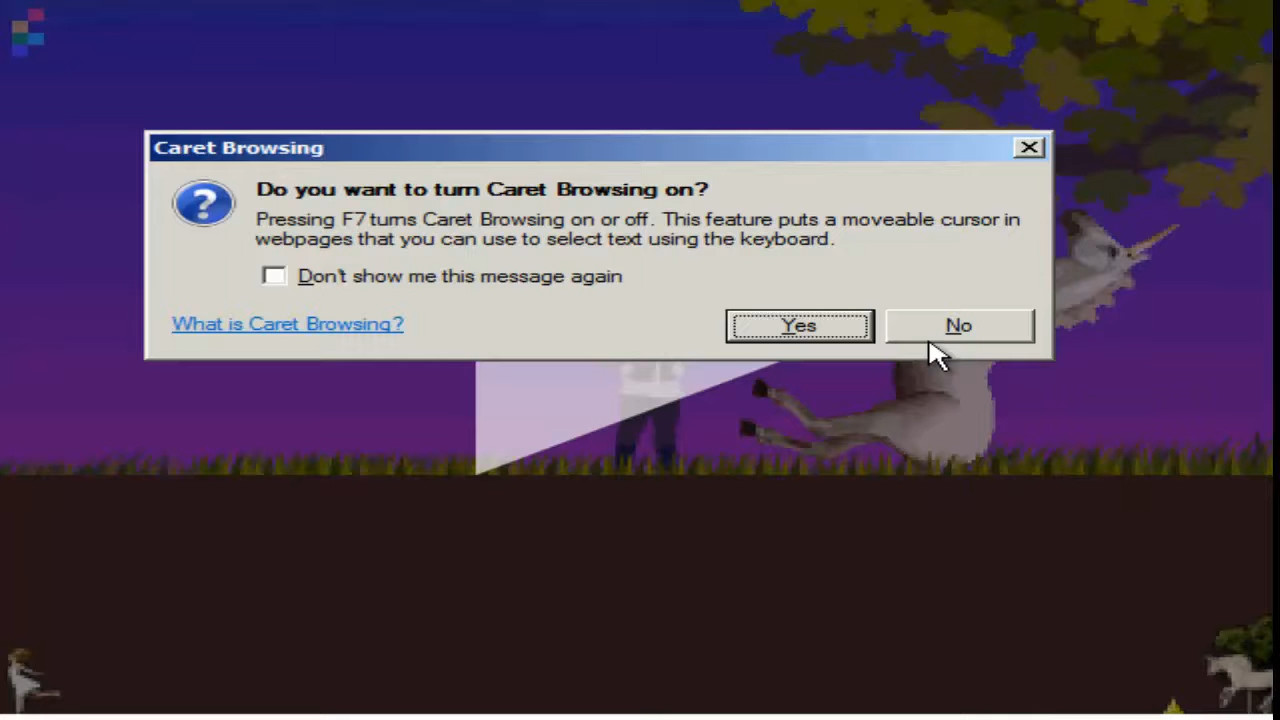 Caret Browsing
Do you want to turn Caret Browsing on?
Pressing F7 turns Caret Browsing on or off. This feature puts a moveable cursor in
webpages that you can use to select text using the keyboard.
Don't show me this message again
What is Caret Browsing?
Yes
No